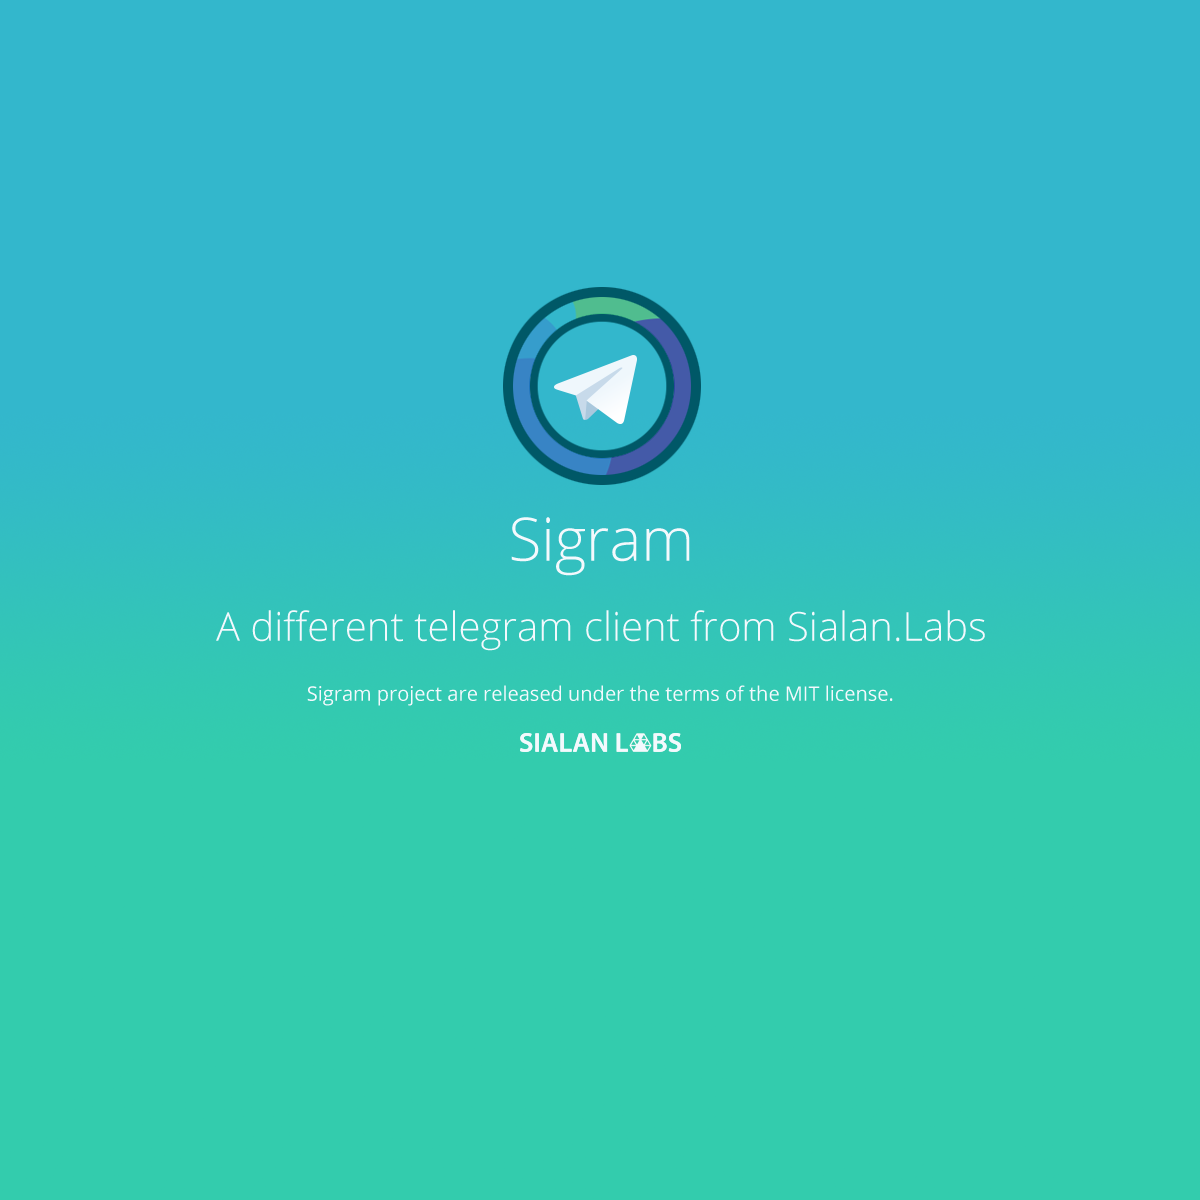 Sigram
A different telegram client from Sialan.Labs
Sigram project are released under the terms of the MIT license.
SIALAN LABS